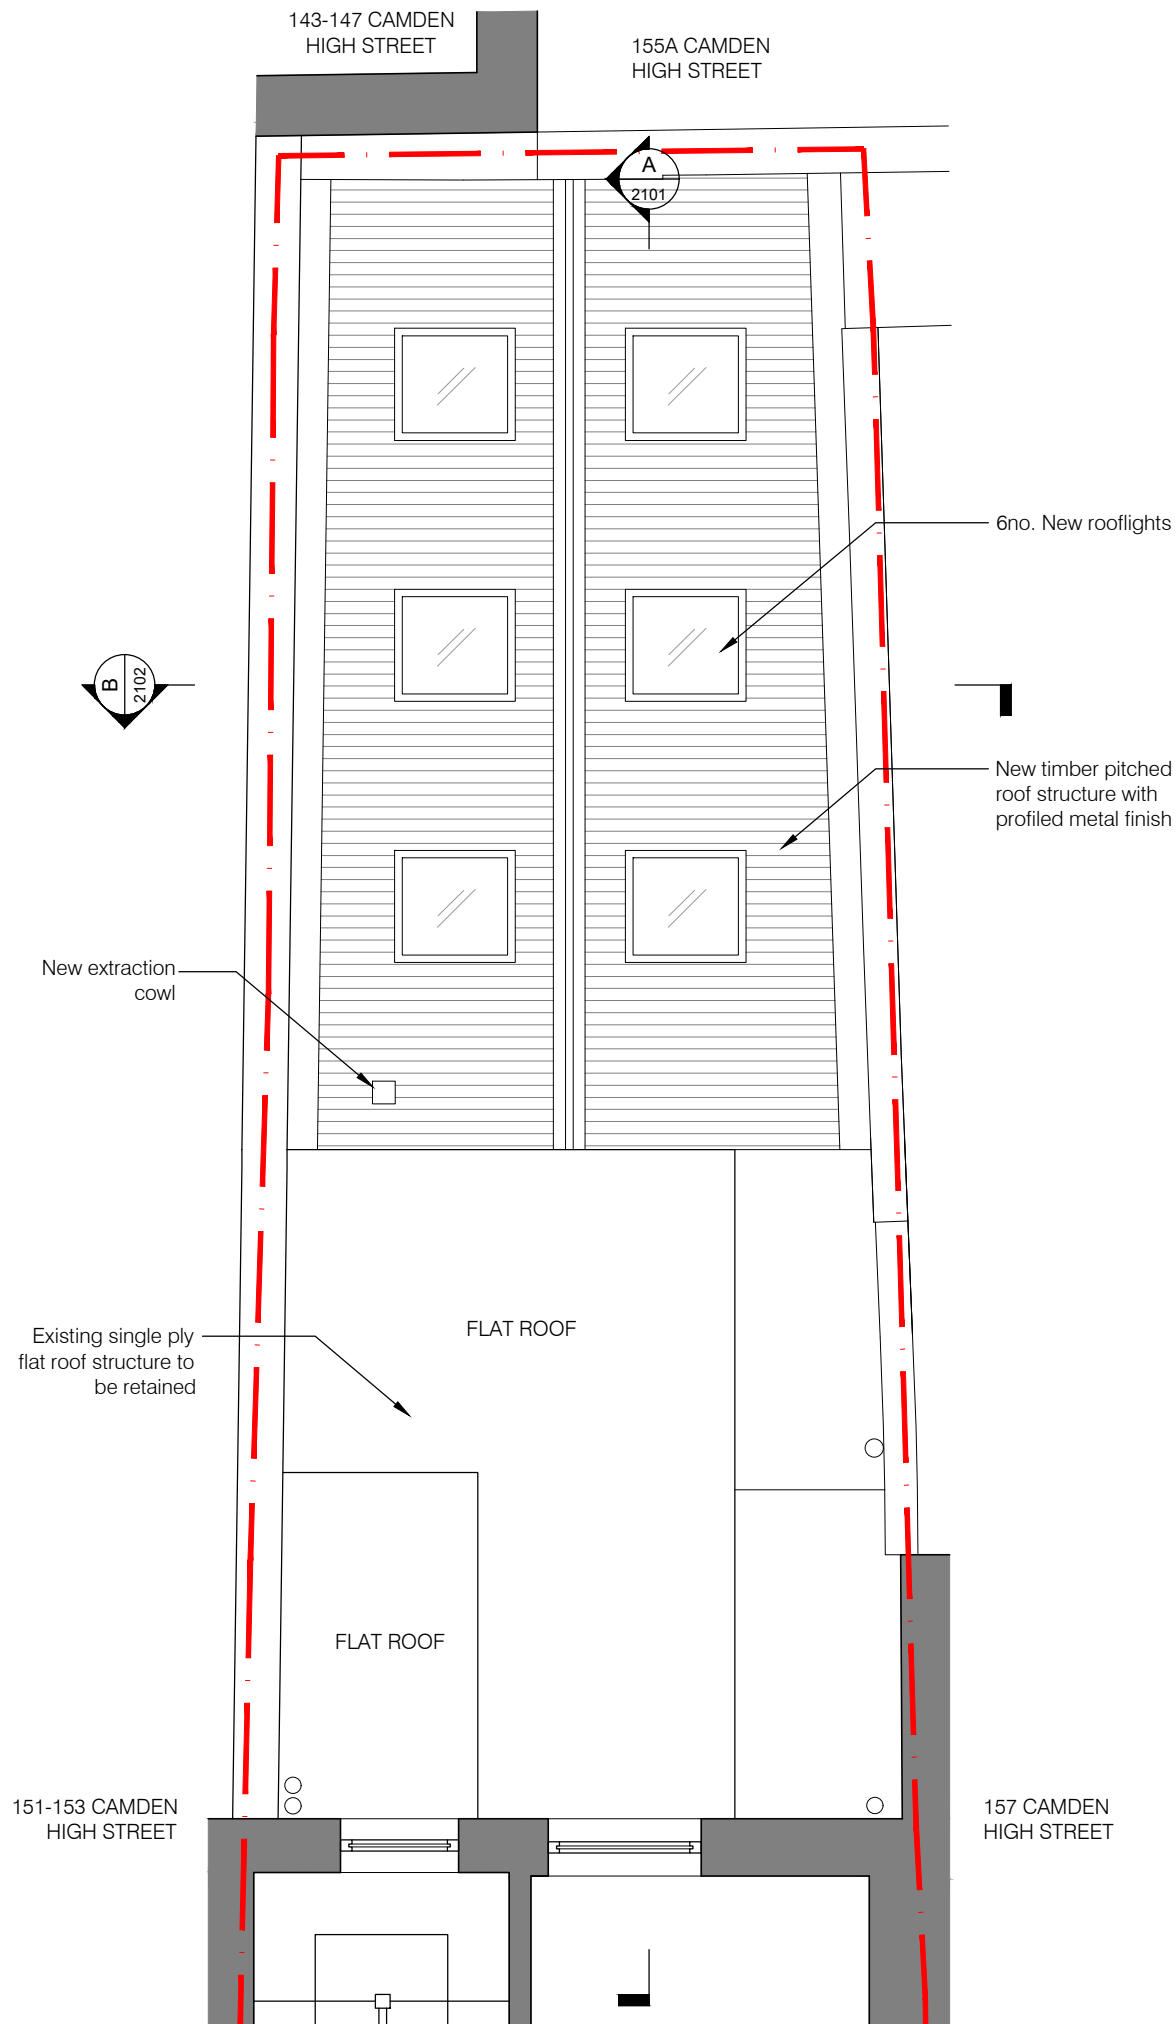 143-147 CAMDEN
HIGH STREET
155A CAMDEN
HIGH STREET
A
2101
6no. New rooflights
B
2102
New timber pitched
roof structure with
profiled metal finish
New extraction
cowl
FLAT ROOF
Existing single ply
flat roof structure to
be retained
FLAT ROOF
151-153 CAMDEN
HIGH STREET
157 CAMDEN
HIGH STREET